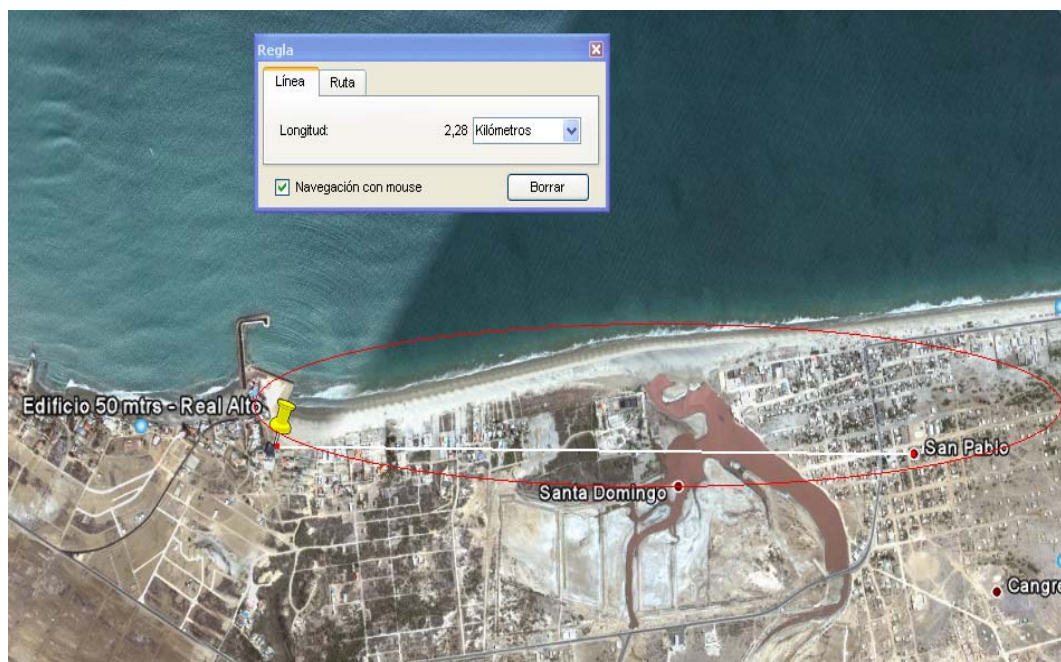 Regla
Línea
Ruta
Longitud:
2,28 Kilómetros
Navegación con mouse
Borrar
Edificio 50 mtrs - Real Alto
San Pablo
Santa Domingo
Cangre